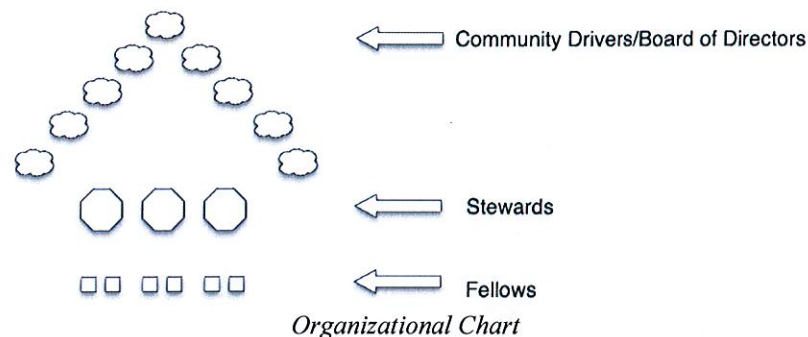 Community Drivers/Board of Directors
Stewards
Fellows
Organizational Chart